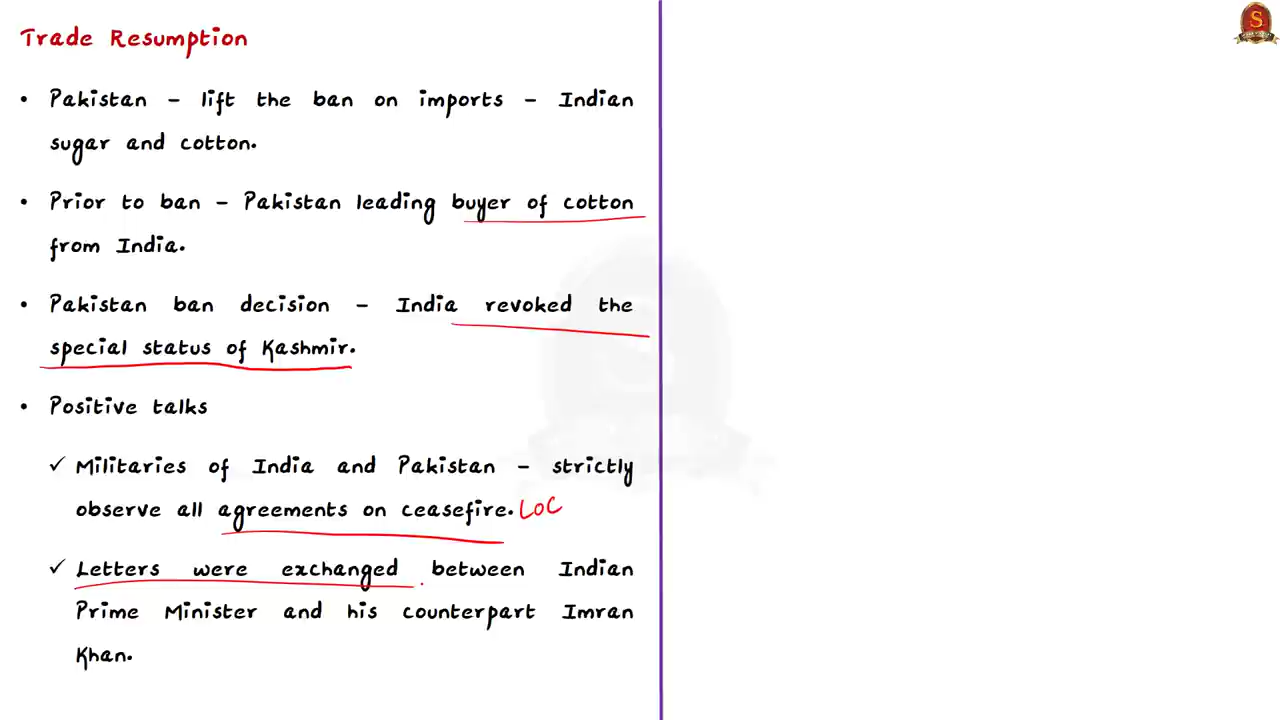 Trade Resumption
• Pakistan – lift the ban on imports – Indian
sugar and cotton.
• Prior to ban – Pakistan leading buyer of cotton
from India.
• Pakistan ban decision – India revoked the
special status of Kashmir.
• Positive talks
✓ Militaries of India and Pakistan – strictly
observe all agreements on ceasefire. LOC
✓ Letters were exchanged between Indian
Prime Minister and his counterpart Imran
Khan.